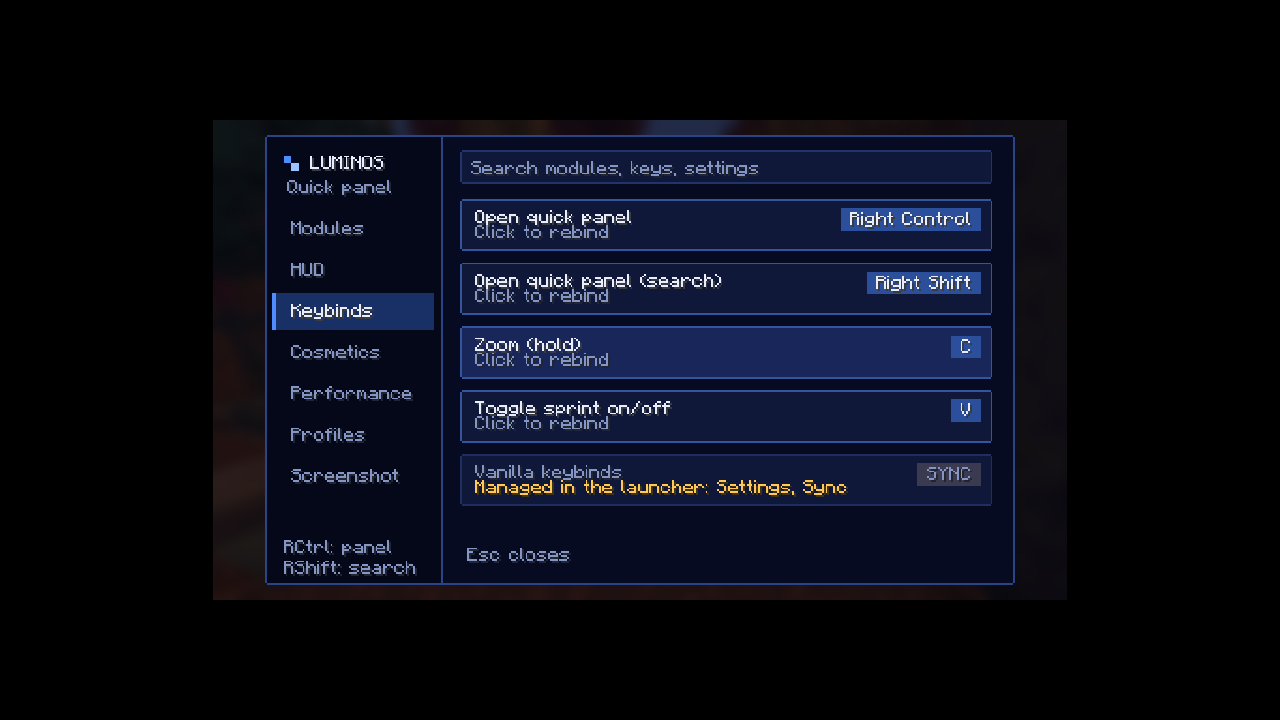 LUMINOS
Quick panel
Modules
HUD
Keybinds
Cosmetics
Performance
Profiles
Screenshot
RCtrl: panel
RShift: search
Search modules, keys, settings
Open quick panel
Click to rebind
Right Control
Open quick panel (search)
Click to rebind
Right Shift
Zoom (hold)
Click to rebind
C
Toggle sprint on/off
Click to rebind
V
Vanilla keybinds
Managed in the launcher: Settings, Sync
SYNC
Esc closes